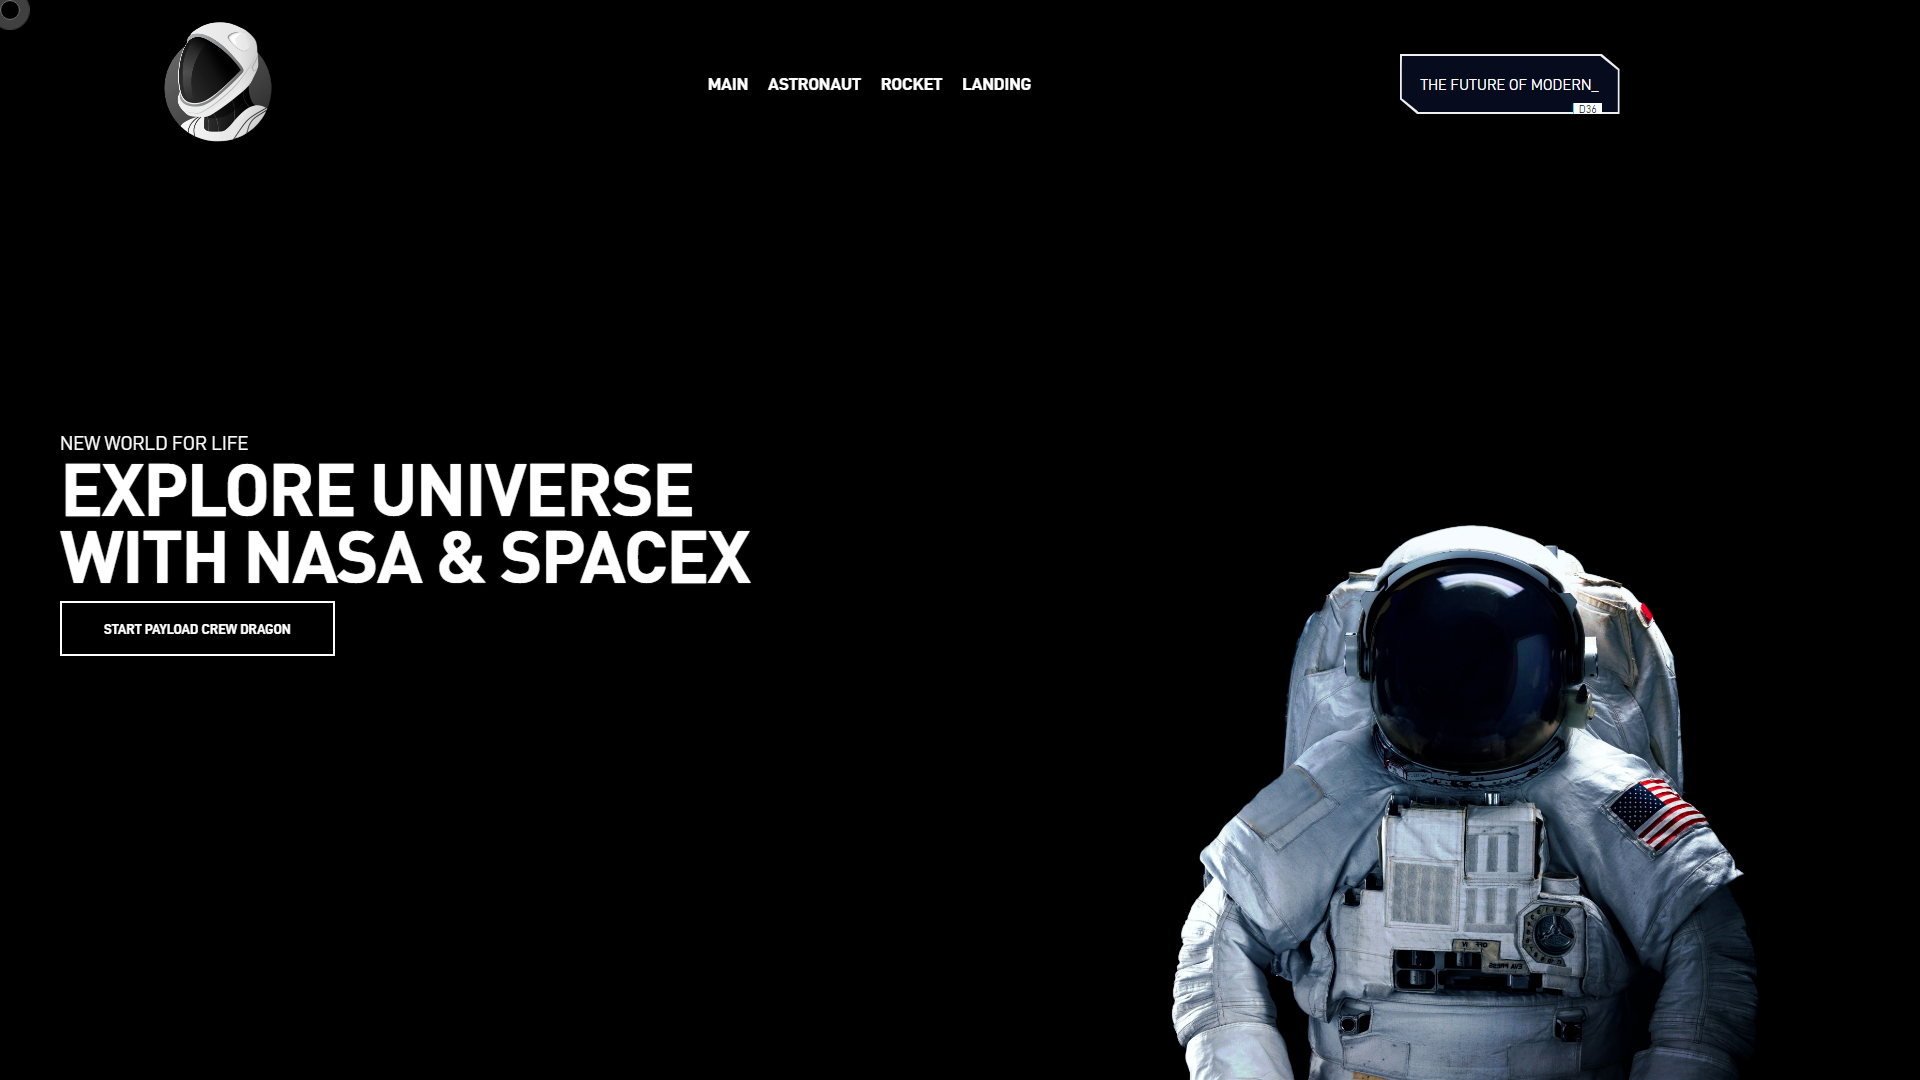 MAIN ASTRONAUT ROCKET LANDING
THE FUTURE OF MODERN_
D36
NEW WORLD FOR LIFE
EXPLORE UNIVERSE
WITH NASA & SPACEX
START PAYLOAD CREW DRAGON